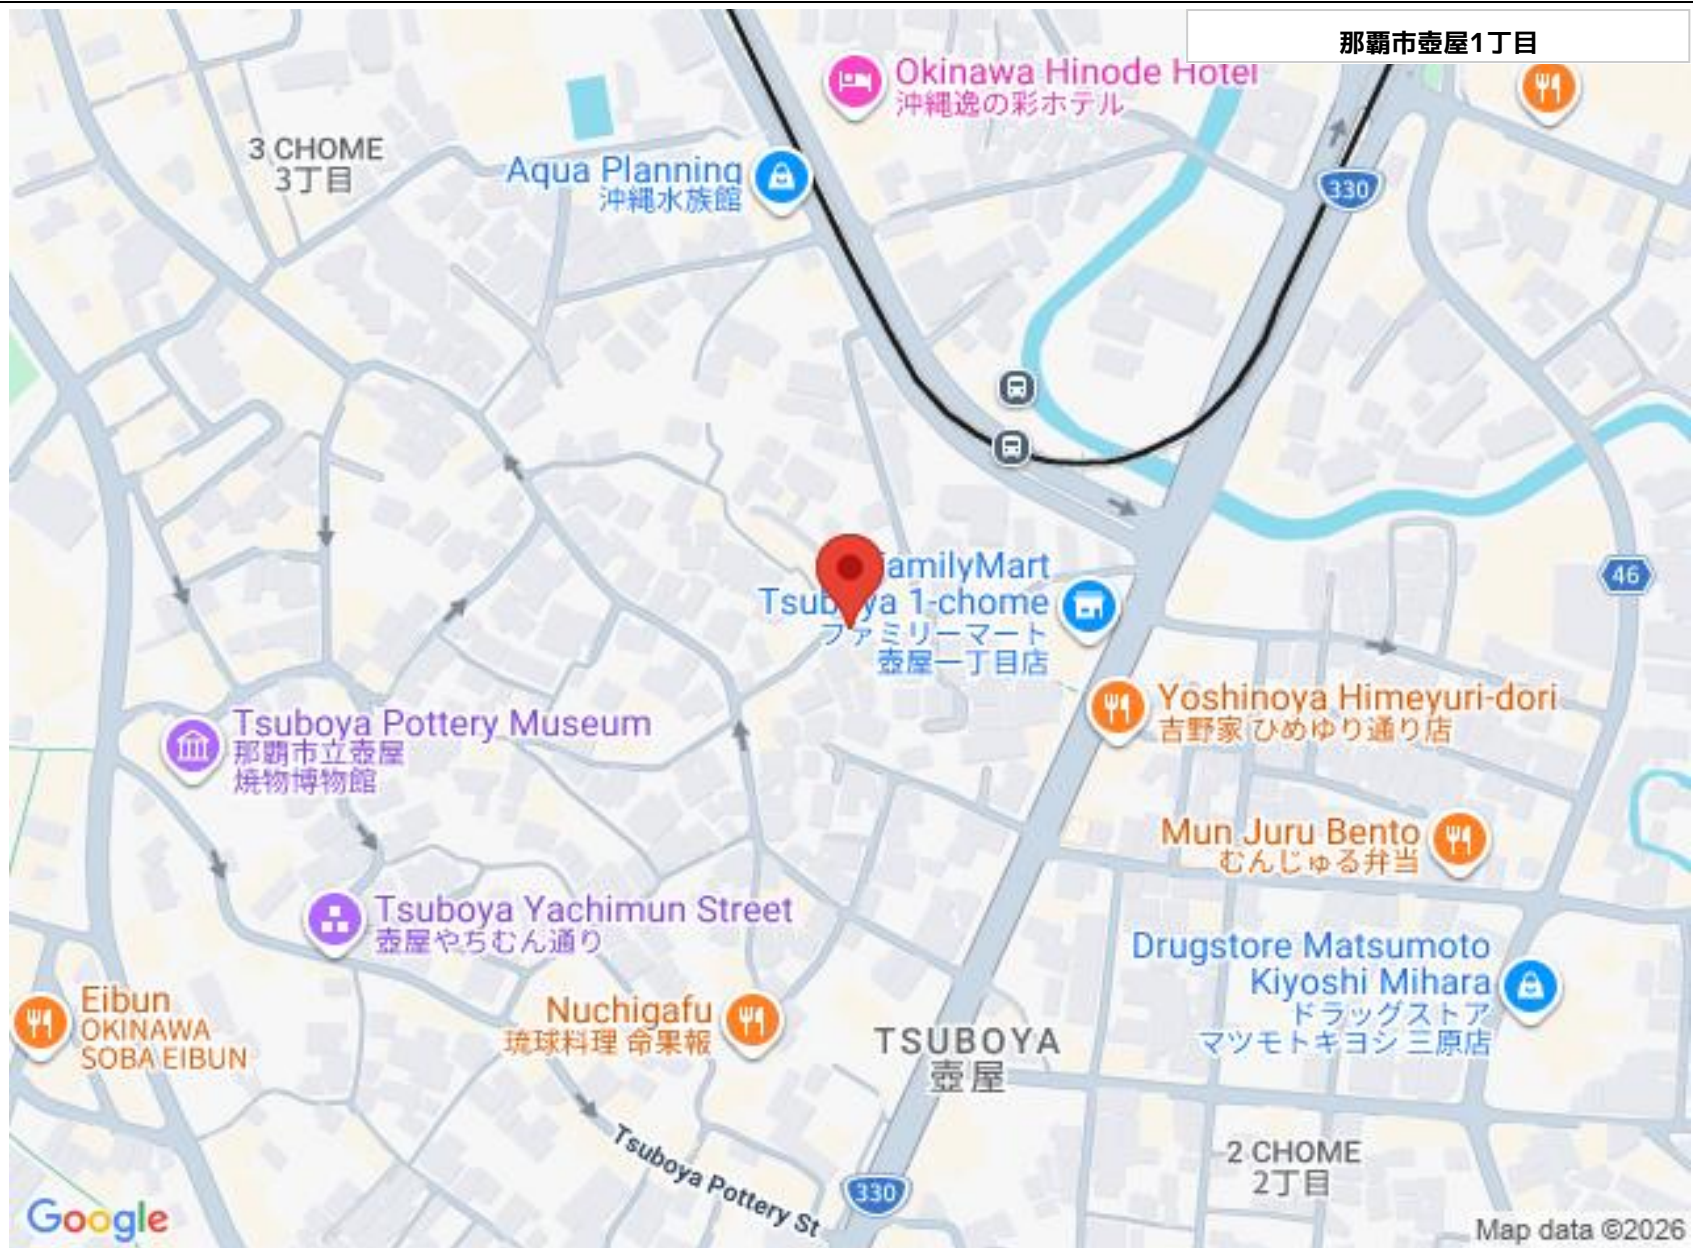 那覇市壺屋1丁目
Okinawa Hinode Hotel
沖縄逸の彩ホテル
3 CHOME
3丁目
Aqua Planning
沖縄水族館
330
46
amilyMart
Tsuboya 1-chome
ファミリーマート
壺屋一丁目店
Yoshinoya Himeyuri-dori
吉野家 ひめゆり通り店
Tsuboya Pottery Museum
那覇市立壺屋
焼物博物館
Mun Juru Bento
むんじゅる弁当
Tsuboya Yachimun Street
壺屋やちむん通り
Drugstore Matsumoto
Kiyoshi Mihara
ドラッグストア
マツモトキヨシ 三原店
Eibun
OKINAWA
SOBA EIBUN
Nuchigafu
琉球料理 命果報
TSUBOYA
壺屋
Tsuboya Pottery St
2 CHOME
2丁目
330
Google
Map data ©2026